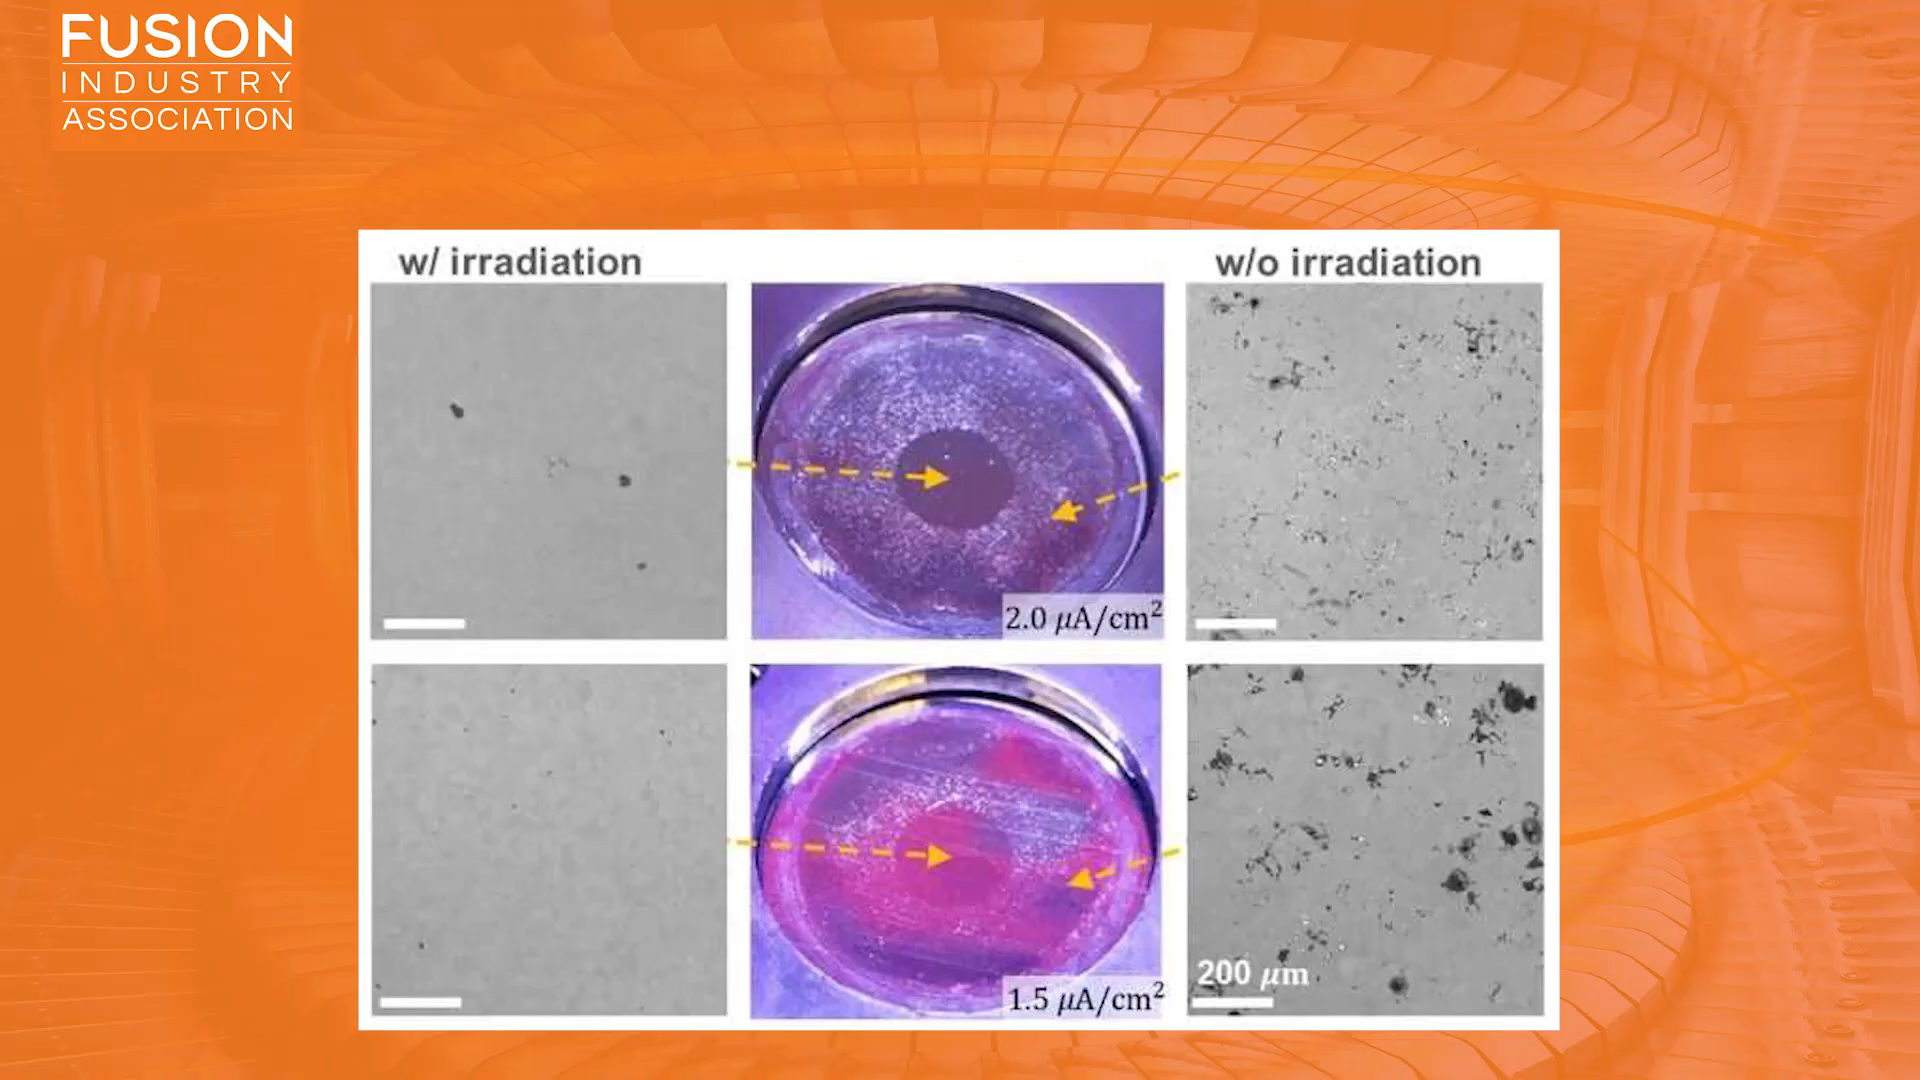 FUSION
INDUSTRY
ASSOCIATION
w/ irradiation
w/o irradiation
2.0 μA/cm²
1.5 μA/cm²
200 μm